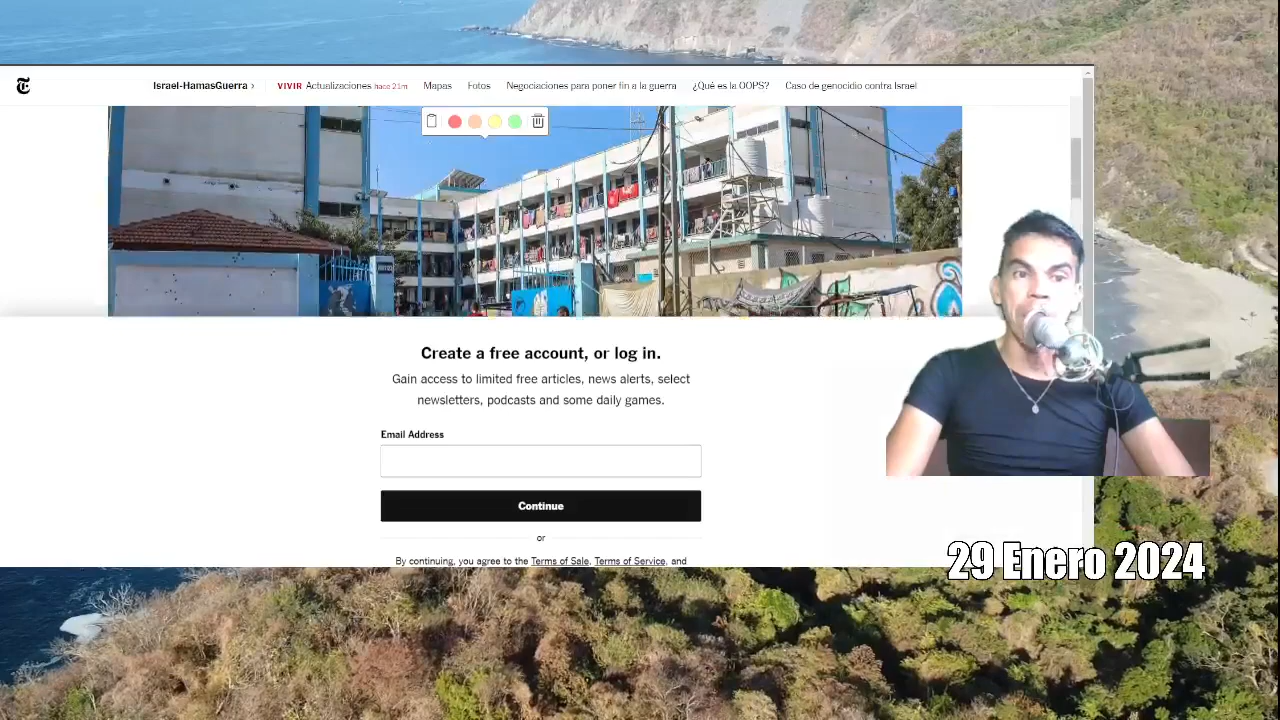 Israel-HamasGuerra >
VIVIR Actualizaciones hace 21m
Mapas
Fotos
Negociaciones para poner fin a la guerra
¿Qué es la OOPS?
Caso de genocidio contra Israel
Create a free account, or log in.
Gain access to limited free articles, news alerts, select
newsletters, podcasts and some daily games.
Email Address
Continue
or
By continuing, you agree to the Terms of Sale, Terms of Service, and
29 Enero 2024